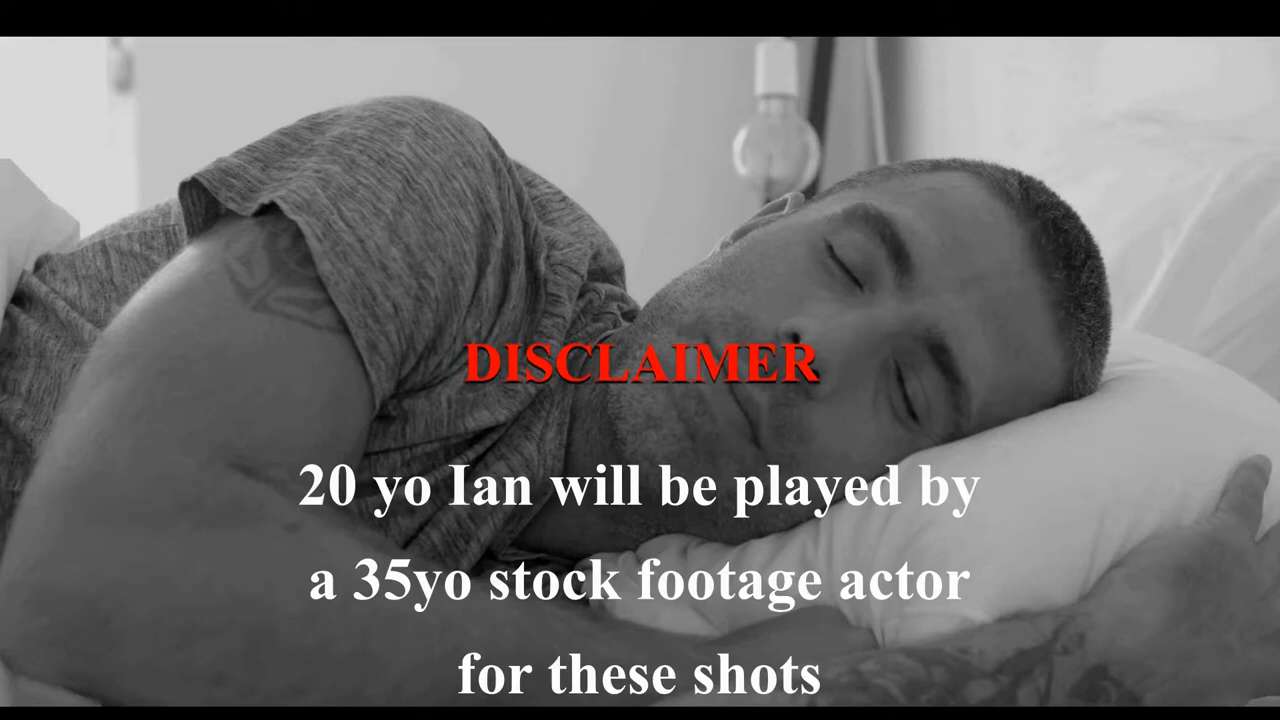 DISCLAIMER
20 yo Ian will be played by
a 35yo stock footage actor
for these shots